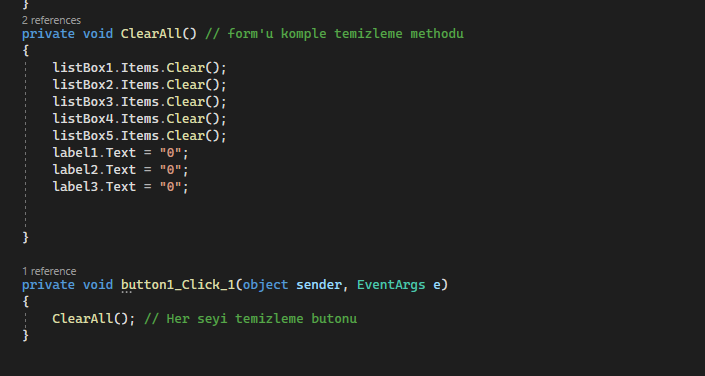 }
2 references
private void ClearAll() // form'u komple temizleme methodu
{
listBox1.Items.Clear();
listBox2.Items.Clear();
listBox3.Items.Clear();
listBox4.Items.Clear();
listBox5.Items.Clear();
label1.Text = "0";
label2.Text = "0";
label3.Text = "0";
}
1 reference
private void button1_Click_1(object sender, EventArgs e)
{
ClearAll(); // Her seyi temizleme butonu
}